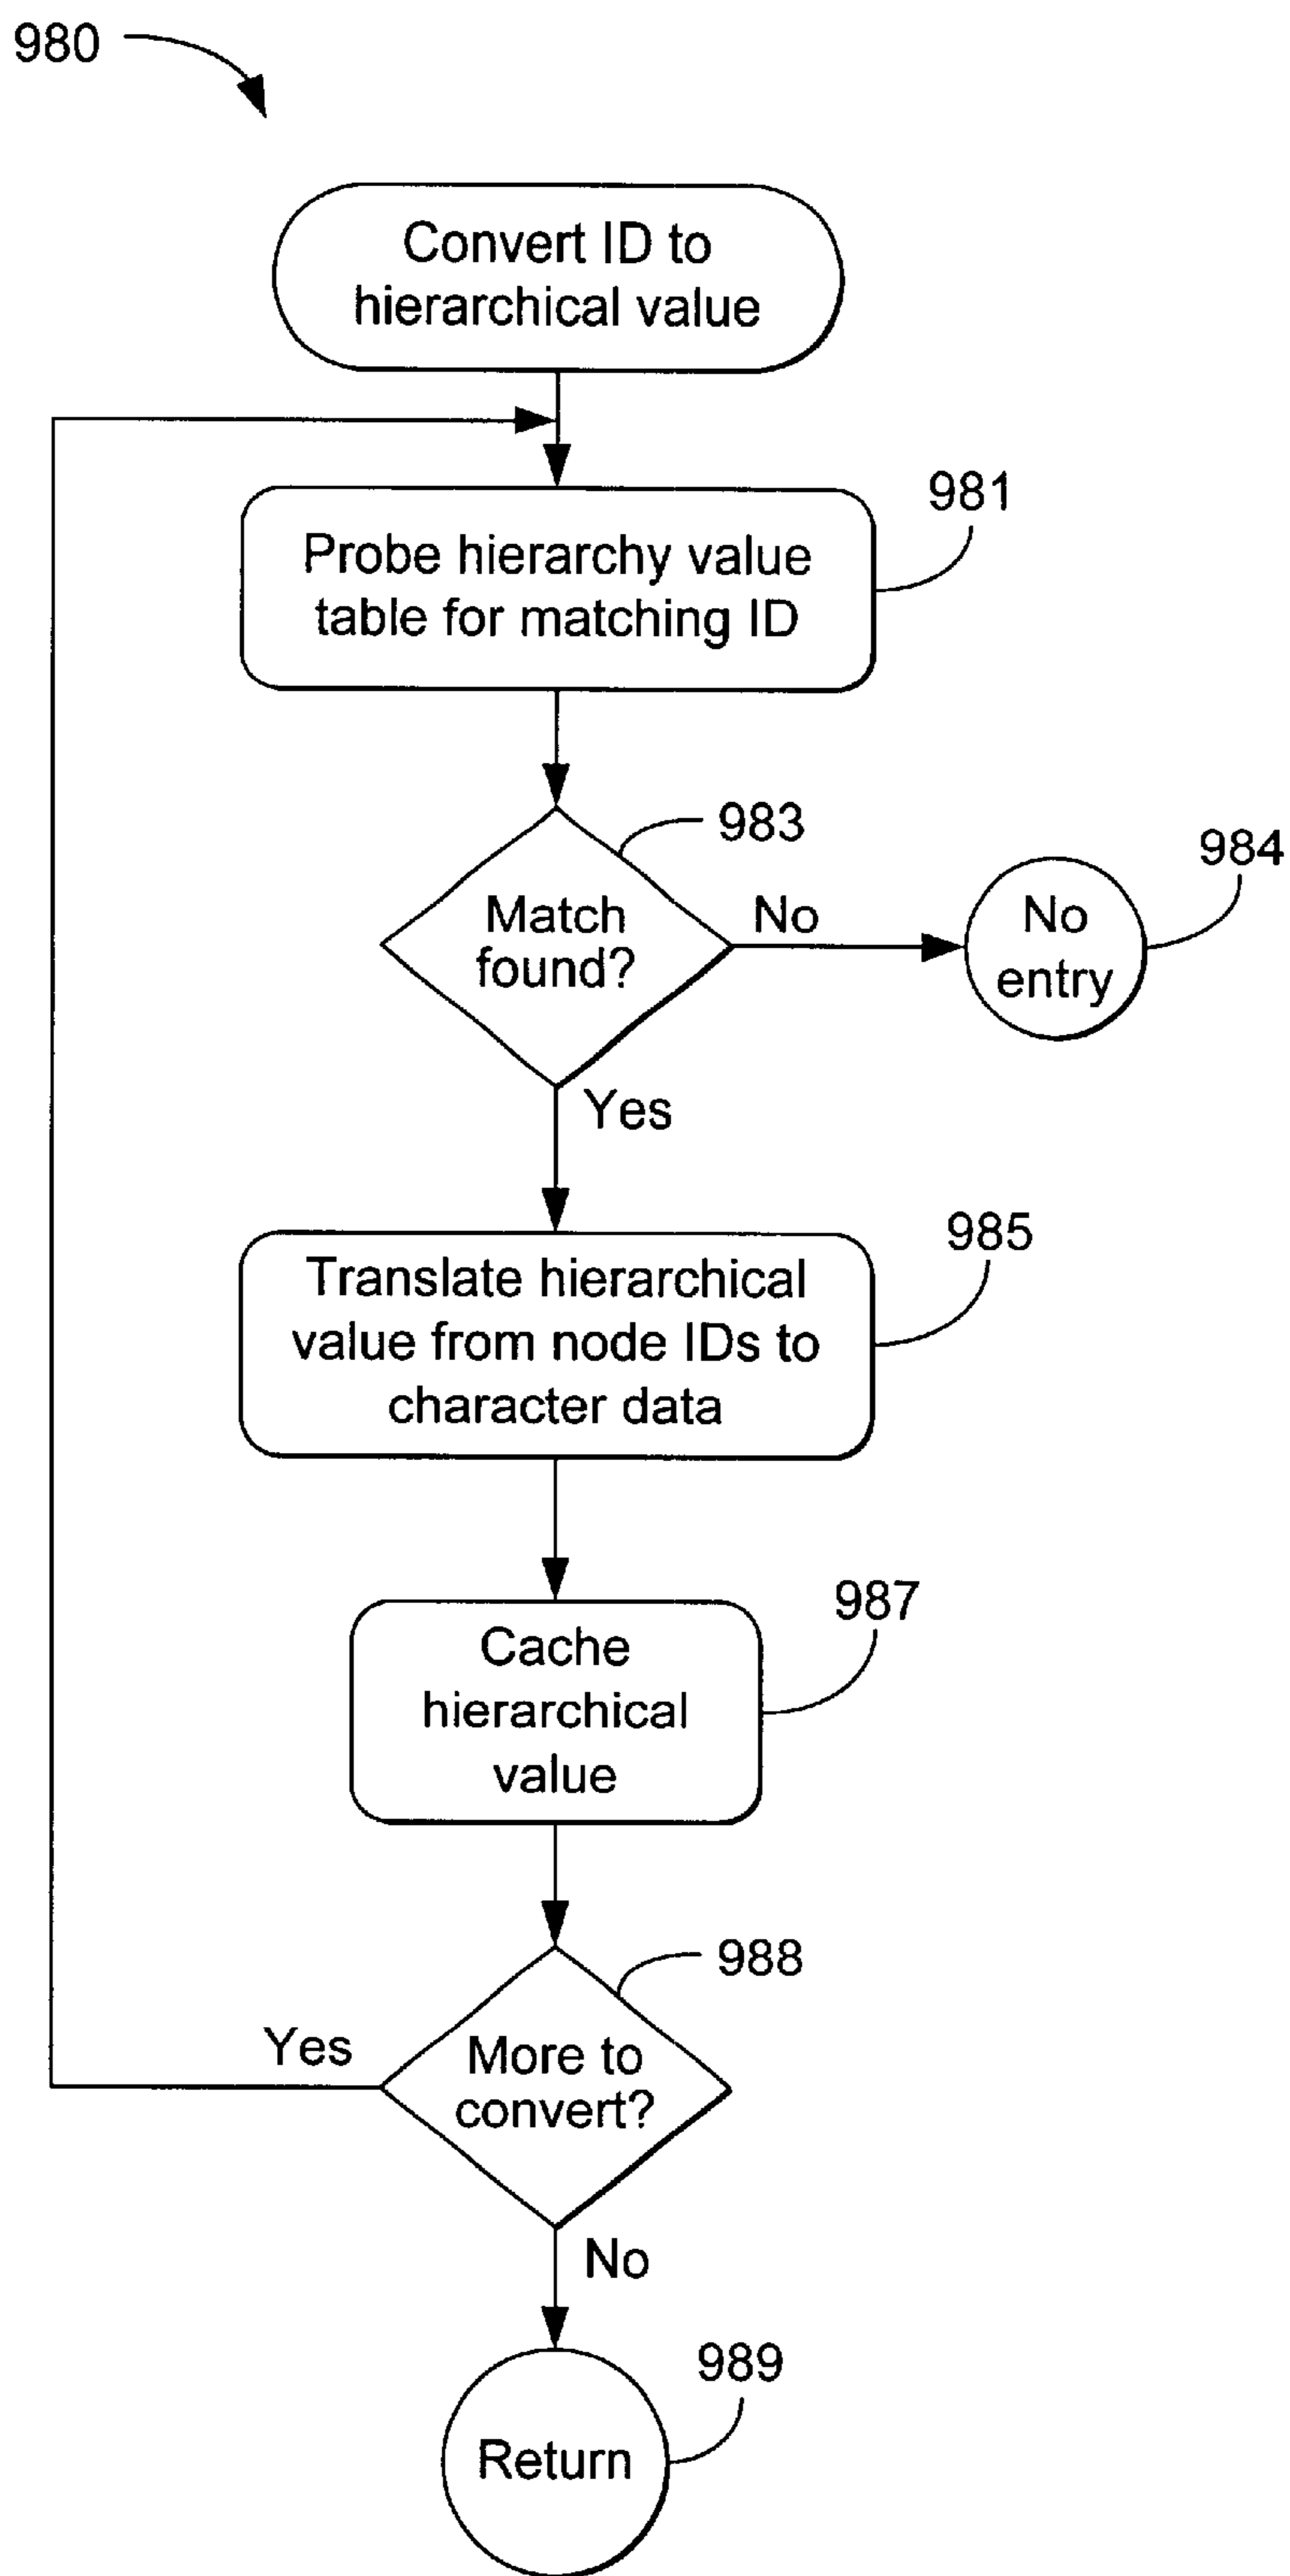 980
Convert ID to
hierarchical value
981
Probe hierarchy value
table for matching ID
983
984
Match
found?
No
No
entry
Yes
985
Translate hierarchical
value from node IDs to
character data
987
Cache
hierarchical
value
988
Yes
More to
convert?
No
989
Return